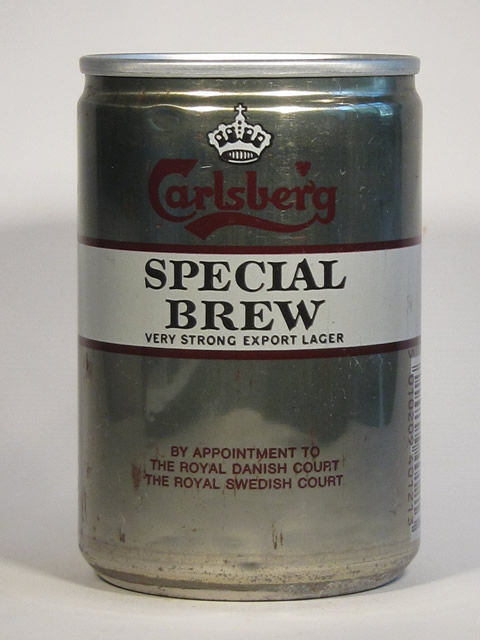 Carlsberg
SPECIAL
BREW
VERY STRONG EXPORT LAGER
BY APPOINTMENT TO
THE ROYAL DANISH COURT
THE ROYAL SWEDISH COURT